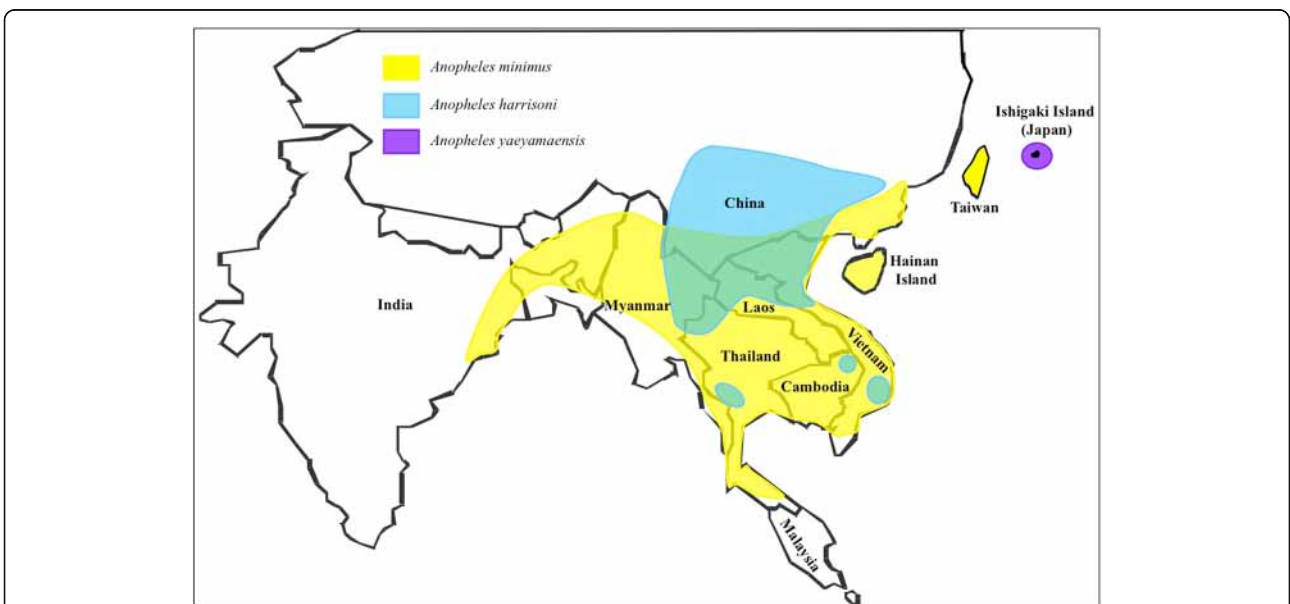 Anopheles minimus
Anopheles harrisoni
Anopheles yaeyamaensis
Ishigaki Island
(Japan)
China
Taiwan
Hainan
Island
India
Myanmar
Laos
Vietnam
Thailand
Cambodia
Malaysia